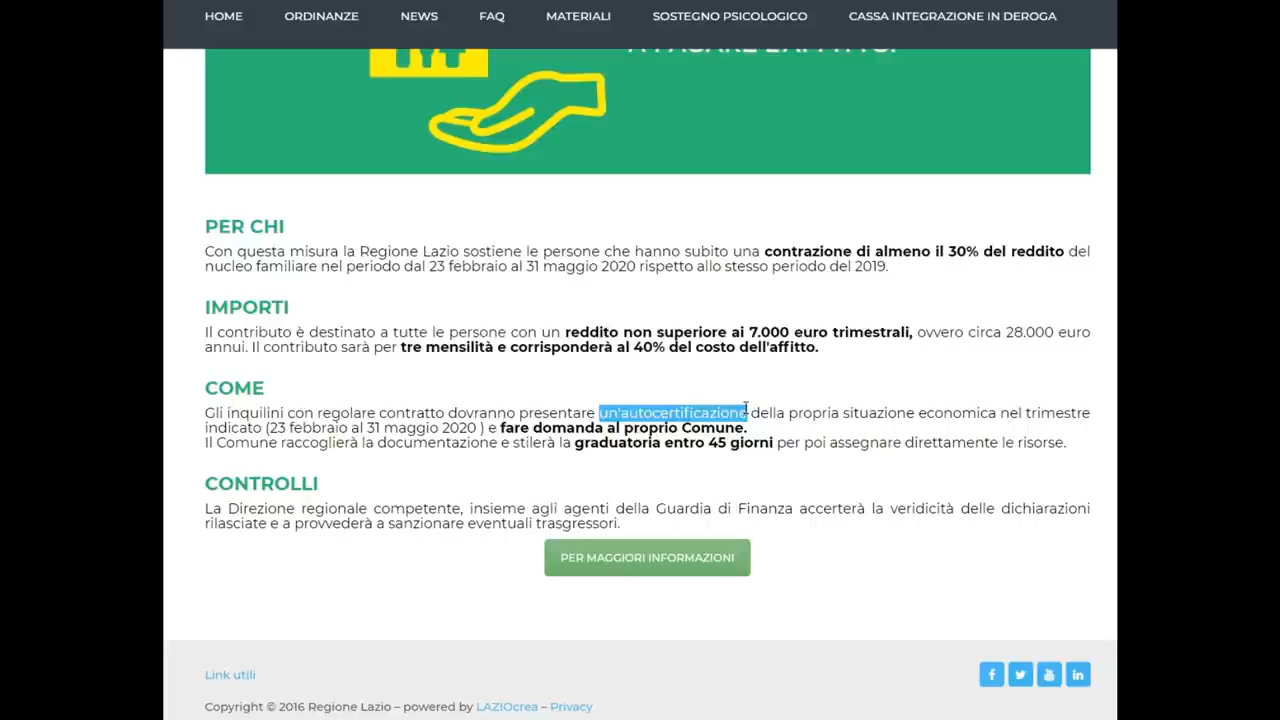 HOME ORDINANZE NEWS FAQ MATERIALI SOSTEGNO PSICOLOGICO CASSA INTEGRAZIONE IN DEROGA
PER CHI
Con questa misura la Regione Lazio sostiene le persone che hanno subito una contrazione di almeno il 30% del reddito del
nucleo familiare nel periodo dal 23 febbraio al 31 maggio 2020 rispetto allo stesso periodo del 2019.
IMPORTI
Il contributo è destinato a tutte le persone con un reddito non superiore ai 7.000 euro trimestrali, ovvero circa 28.000 euro
annui. Il contributo sarà per tre mensilità e corrisponderà al 40% del costo dell'affitto.
COME
Gli inquilini con regolare contratto dovranno presentare un'autocertificazione della propria situazione economica nel trimestre
indicato (23 febbraio al 31 maggio 2020 ) e fare domanda al proprio Comune.
Il Comune raccoglierà la documentazione e stilerà la graduatoria entro 45 giorni per poi assegnare direttamente le risorse.
CONTROLLI
La Direzione regionale competente, insieme agli agenti della Guardia di Finanza accerterà la veridicità delle dichiarazioni
rilasciate e a provvederà a sanzionare eventuali trasgressori.
PER MAGGIORI INFORMAZIONI
Link utili
Copyright © 2016 Regione Lazio – powered by LAZIOcrea – Privacy